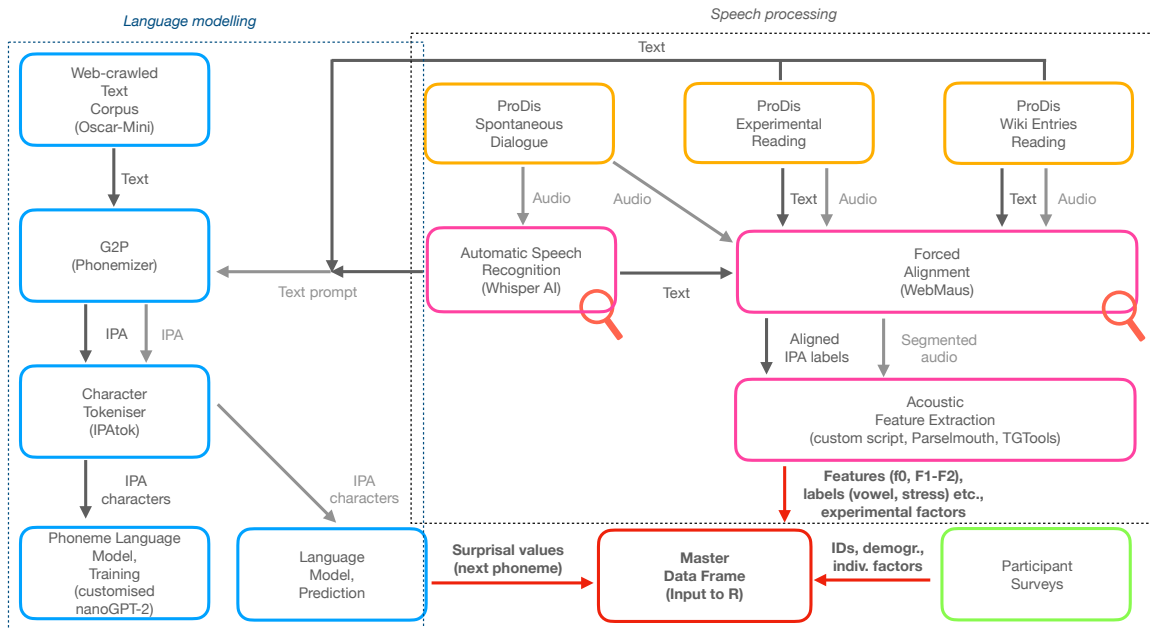 Language modelling
Speech processing
Text
Web-crawled
Text
Corpus
(Oscar-Mini)
ProDis
Spontaneous
Dialogue
ProDis
Experimental
Reading
ProDis
Wiki Entries
Reading
Text
Audio
Audio
Text
Audio
Text
Audio
G2P
(Phonemizer)
Text prompt
Automatic Speech
Recognition
(Whisper AI)
Text
Forced
Alignment
(WebMaus)
IPA
IPA
Aligned
IPA labels
Segmented
audio
Character
Tokeniser
(IPAtok)
Acoustic
Feature Extraction
(custom script, Parselmouth, TGTools)
IPA
characters
IPA
characters
Features (f0, F1-F2),
labels (vowel, stress) etc.,
experimental factors
Phoneme Language
Model,
Training
(customised
nanoGPT-2)
Language
Model,
Prediction
Surprisal values
(next phoneme)
Master
Data Frame
(Input to R)
IDs, demogr.,
indiv. factors
Participant
Surveys